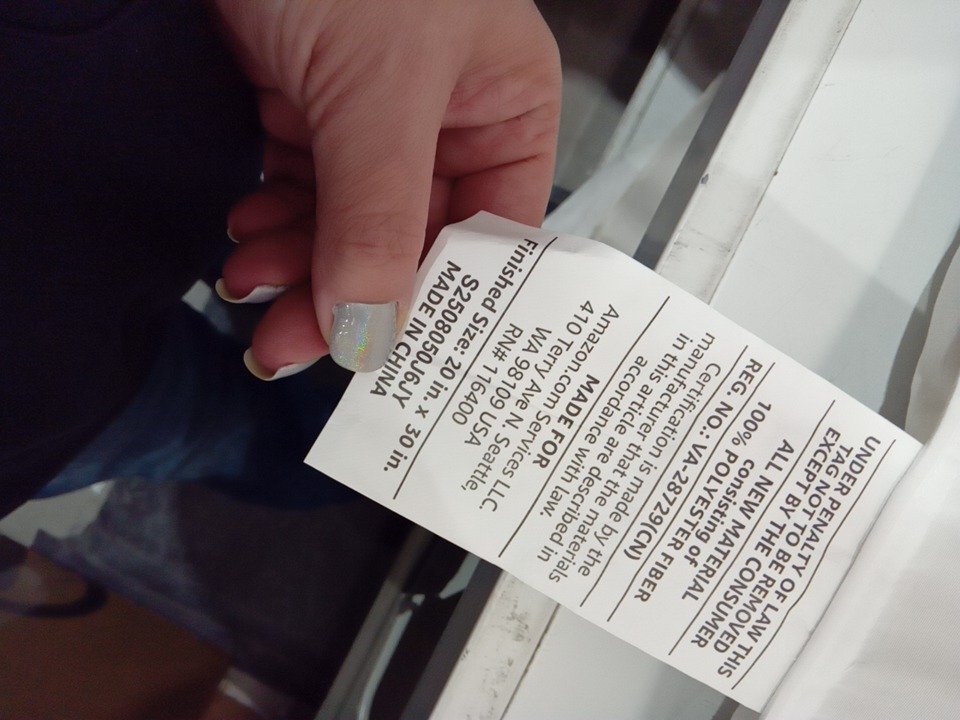 UNDER PENALTY OF LAW THIS
TAG NOT TO BE REMOVED
EXCEPT BY THE CONSUMER
ALL NEW MATERIAL
consisting of
100% POLYESTER FIBER
REG. NO.: VA-28729(CN)
Certification is made by the
manufacturer that the materials
in this article are described in
accordance with law.
MADE FOR
Amazon.com Services LLC.
410 Terry Ave N Seattle,
WA 98109 USA
RN# 116400
Finished Size: 20 in. x 30 in.
S2508050J6JY
MADE IN CHINA